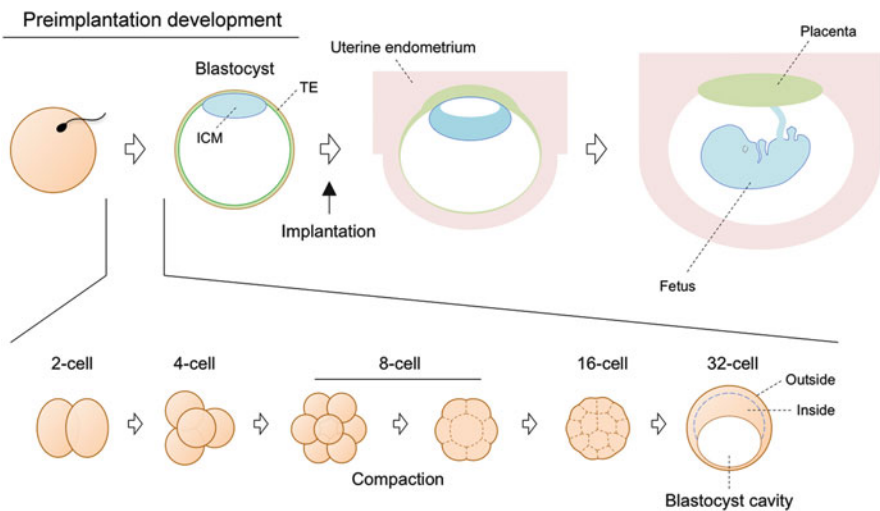 Preimplantation development
Blastocyst
TE
ICM
Implantation
Uterine endometrium
Placenta
Fetus
2-cell
4-cell
8-cell
16-cell
32-cell
Outside
Inside
Compaction
Blastocyst cavity